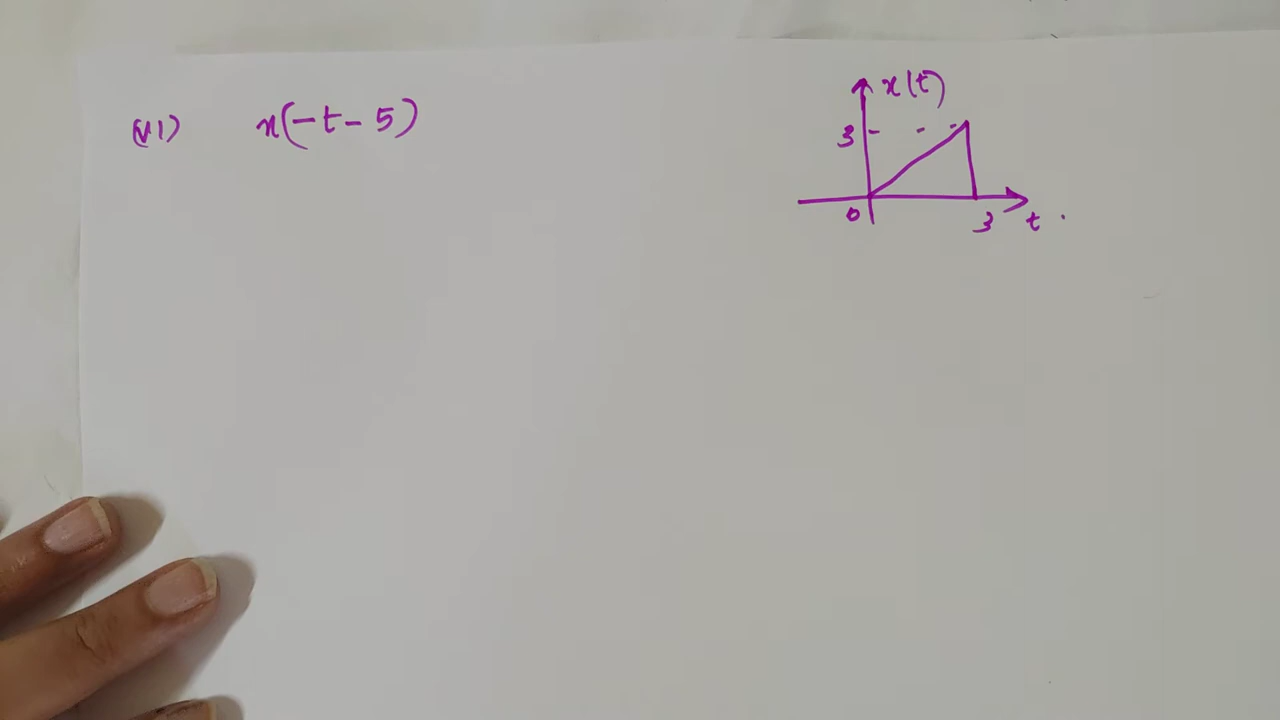 (vi) x(-t-5)
x(t)
3
0 3 t